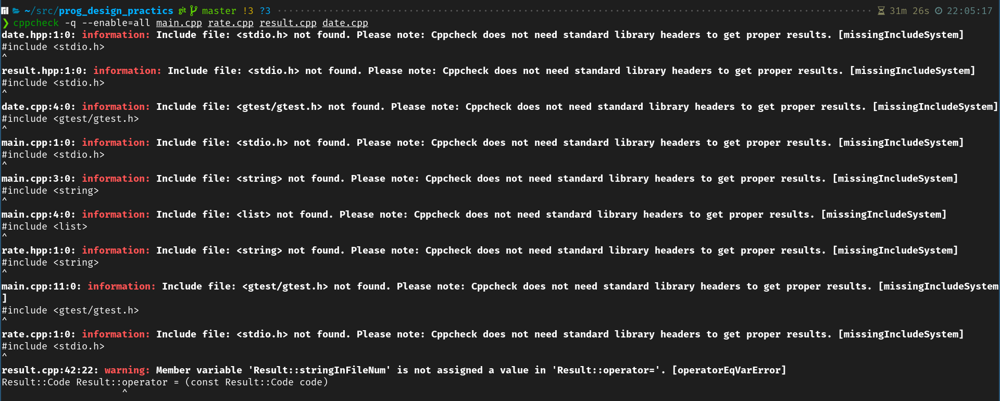 ~/src/prog_design_practics git master !3 ?3 31m 26s 22:05:17
❯ cppcheck -q --enable=all main.cpp rate.cpp result.cpp date.cpp
date.hpp:1:0: information: Include file: <stdio.h> not found. Please note: Cppcheck does not need standard library headers to get proper results. [missingIncludeSystem]
#include <stdio.h>
^
result.hpp:1:0: information: Include file: <stdio.h> not found. Please note: Cppcheck does not need standard library headers to get proper results. [missingIncludeSystem]
#include <stdio.h>
^
date.cpp:4:0: information: Include file: <gtest/gtest.h> not found. Please note: Cppcheck does not need standard library headers to get proper results. [missingIncludeSystem]
#include <gtest/gtest.h>
^
main.cpp:1:0: information: Include file: <stdio.h> not found. Please note: Cppcheck does not need standard library headers to get proper results. [missingIncludeSystem]
#include <stdio.h>
^
main.cpp:3:0: information: Include file: <string> not found. Please note: Cppcheck does not need standard library headers to get proper results. [missingIncludeSystem]
#include <string>
^
main.cpp:4:0: information: Include file: <list> not found. Please note: Cppcheck does not need standard library headers to get proper results. [missingIncludeSystem]
#include <list>
^
rate.hpp:1:0: information: Include file: <string> not found. Please note: Cppcheck does not need standard library headers to get proper results. [missingIncludeSystem]
#include <string>
^
main.cpp:11:0: information: Include file: <gtest/gtest.h> not found. Please note: Cppcheck does not need standard library headers to get proper results. [missingIncludeSystem
]
#include <gtest/gtest.h>
^
rate.cpp:1:0: information: Include file: <stdio.h> not found. Please note: Cppcheck does not need standard library headers to get proper results. [missingIncludeSystem]
#include <stdio.h>
^
result.cpp:42:22: warning: Member variable 'Result::stringInFileNum' is not assigned a value in 'Result::operator='. [operatorEqVarError]
Result::Code Result::operator = (const Result::Code code)
^